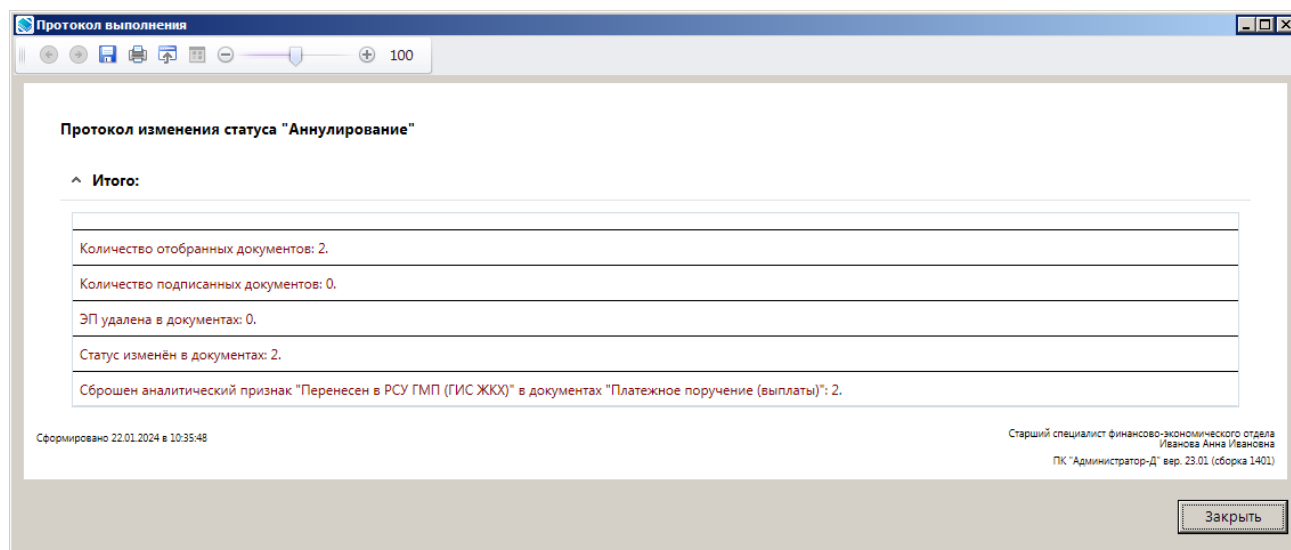 Протокол выполнения
100
Протокол изменения статуса "Аннулирование"
Итого:
Количество отобранных документов: 2.
Количество подписанных документов: 0.
ЭП удалена в документах: 0.
Статус изменён в документах: 2.
Сброшен аналитический признак "Перенесен в РСУ ГМП (ГИС ЖКХ)" в документах "Платежное поручение (выплаты)": 2.
Сформировано 22.01.2024 в 10:35:48
Старший специалист финансово-экономического отдела
Иванова Анна Ивановна
ПК "Администратор-Д" вер. 23.01 (сборка 1401)
Закрыть